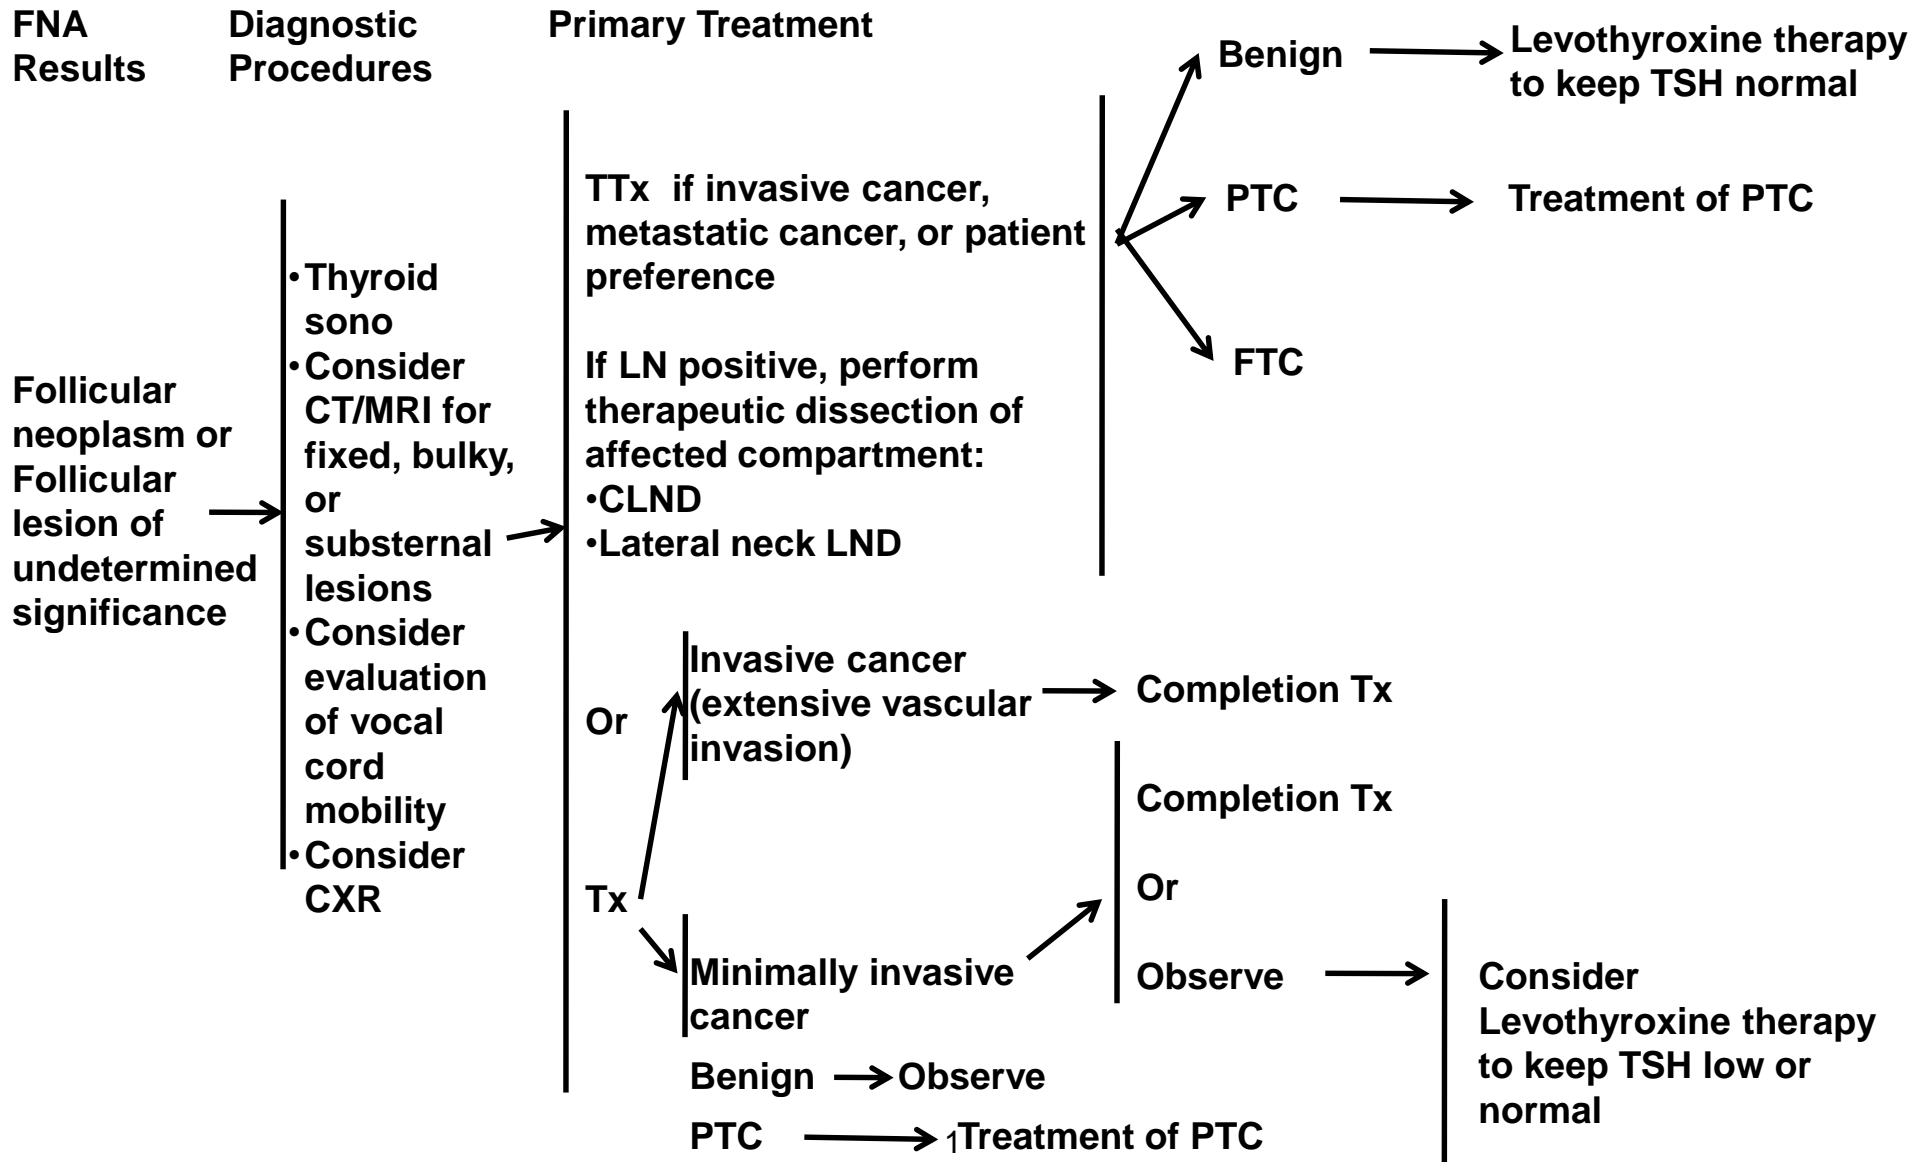 FNA
Results
Diagnostic
Procedures
Primary Treatment
Follicular
neoplasm or
Follicular
lesion of
undetermined
significance
•Thyroid
sono
•Consider
CT/MRI for
fixed, bulky,
or
substernal
lesions
•Consider
evaluation
of vocal
cord
mobility
•Consider
CXR
TTx if invasive cancer,
metastatic cancer, or patient
preference
If LN positive, perform
therapeutic dissection of
affected compartment:
•CLND
•Lateral neck LND
Benign
Levothyroxine therapy
to keep TSH normal
PTC
Treatment of PTC
FTC
Or
Tx
Invasive cancer
(extensive vascular
invasion)
Completion Tx
Minimally invasive
cancer
Completion Tx
Or
Observe
Consider
Levothyroxine therapy
to keep TSH low or
normal
Benign
Observe
PTC
1
Treatment of PTC